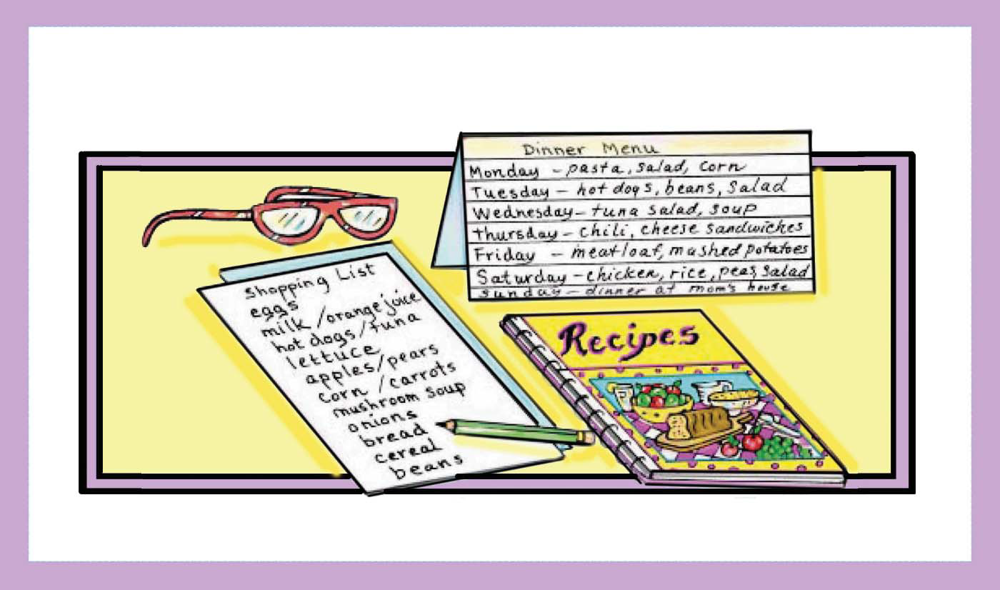 Dinner Menu
Monday - pasta, salad, corn
Tuesday - hot dogs, beans, salad
Wednesday - tuna salad, soup
Thursday - chili, cheese sandwiches
Friday - meatloaf, mashed potatoes
Saturday - chicken, rice, peas, salad
Sunday - dinner at mom's house
Shopping List
eggs
milk / orange juice
hot dogs / tuna
lettuce
apples / pears
corn / carrots
mushroom soup
onions
bread
cereal
beans
Recipes